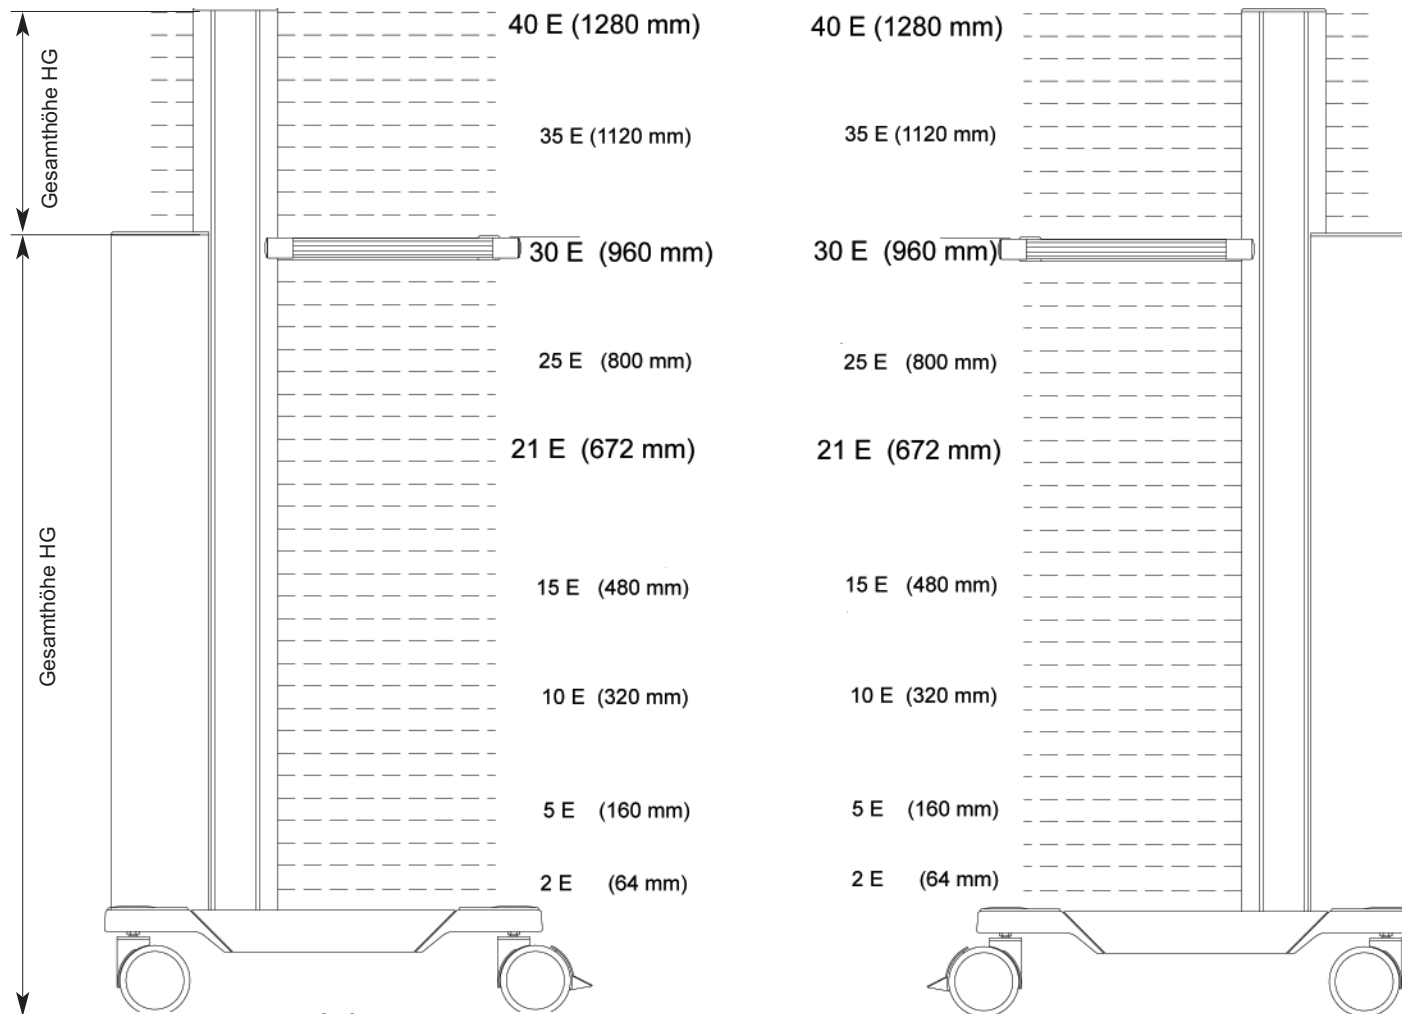 Gesamthöhe HG
Gesamthöhe HG
40 E (1280 mm)
35 E (1120 mm)
30 E (960 mm)
25 E (800 mm)
21 E (672 mm)
15 E (480 mm)
10 E (320 mm)
5 E (160 mm)
2 E (64 mm)
40 E (1280 mm)
35 E (1120 mm)
30 E (960 mm)
25 E (800 mm)
21 E (672 mm)
15 E (480 mm)
10 E (320 mm)
5 E (160 mm)
2 E (64 mm)